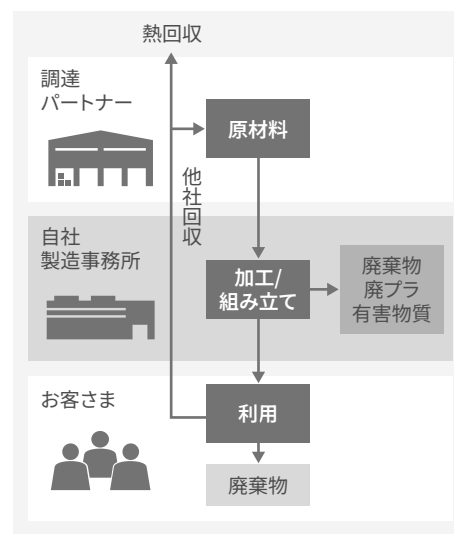 熱回収
調達
パートナー
原材料
他社回収
自社
製造事務所
加工/
組み立て
廃棄物
廃プラ
有害物質
お客さま
利用
廃棄物